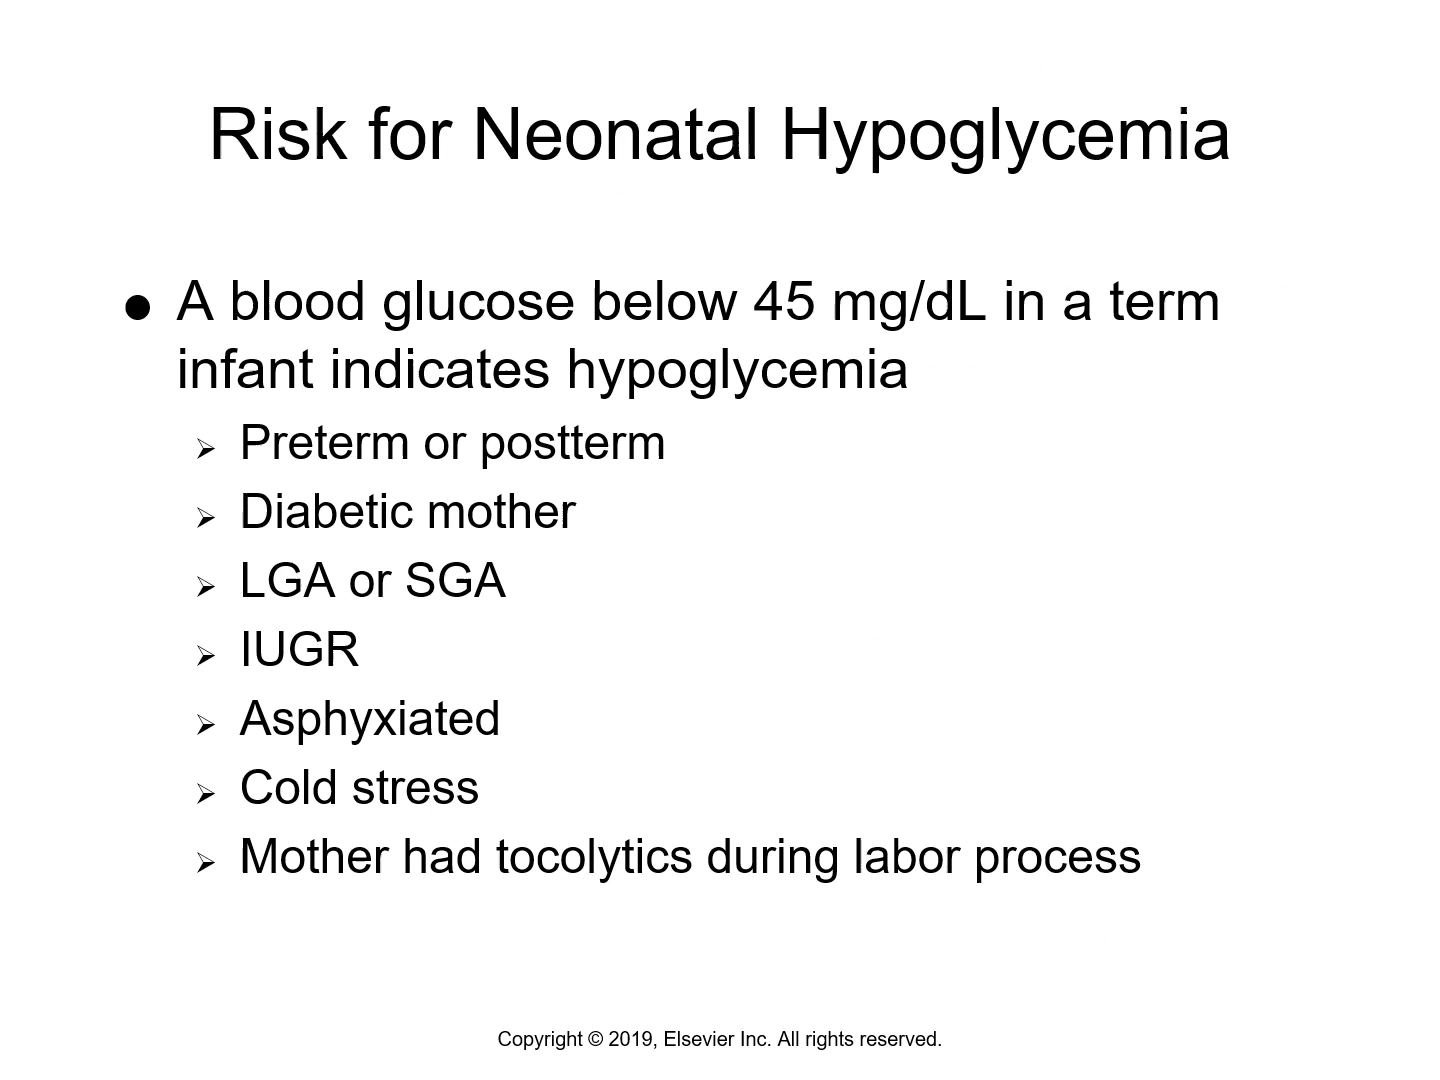 Risk for Neonatal Hypoglycemia
● A blood glucose below 45 mg/dL in a term
infant indicates hypoglycemia
➢ Preterm or postterm
➢ Diabetic mother
➢ LGA or SGA
➢ IUGR
➢ Asphyxiated
➢ Cold stress
➢ Mother had tocolytics during labor process
Copyright © 2019, Elsevier Inc. All rights reserved.